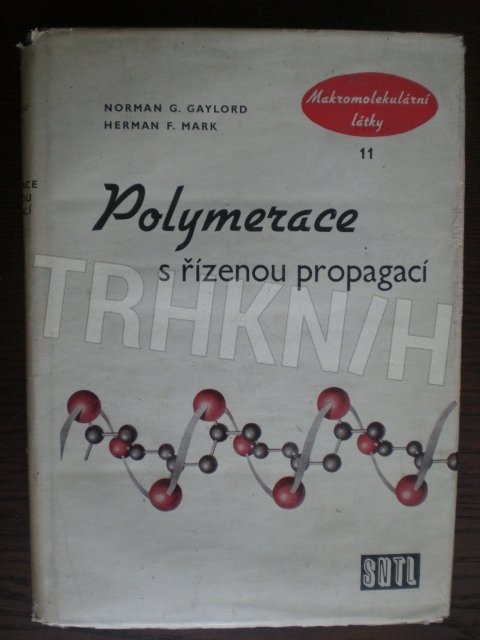 NORMAN G. GAYLORD
HERMAN F. MARK
Makromolekulární
látky
11
Polymerace
s řízenou propagací
TRHKNIH
SNTL